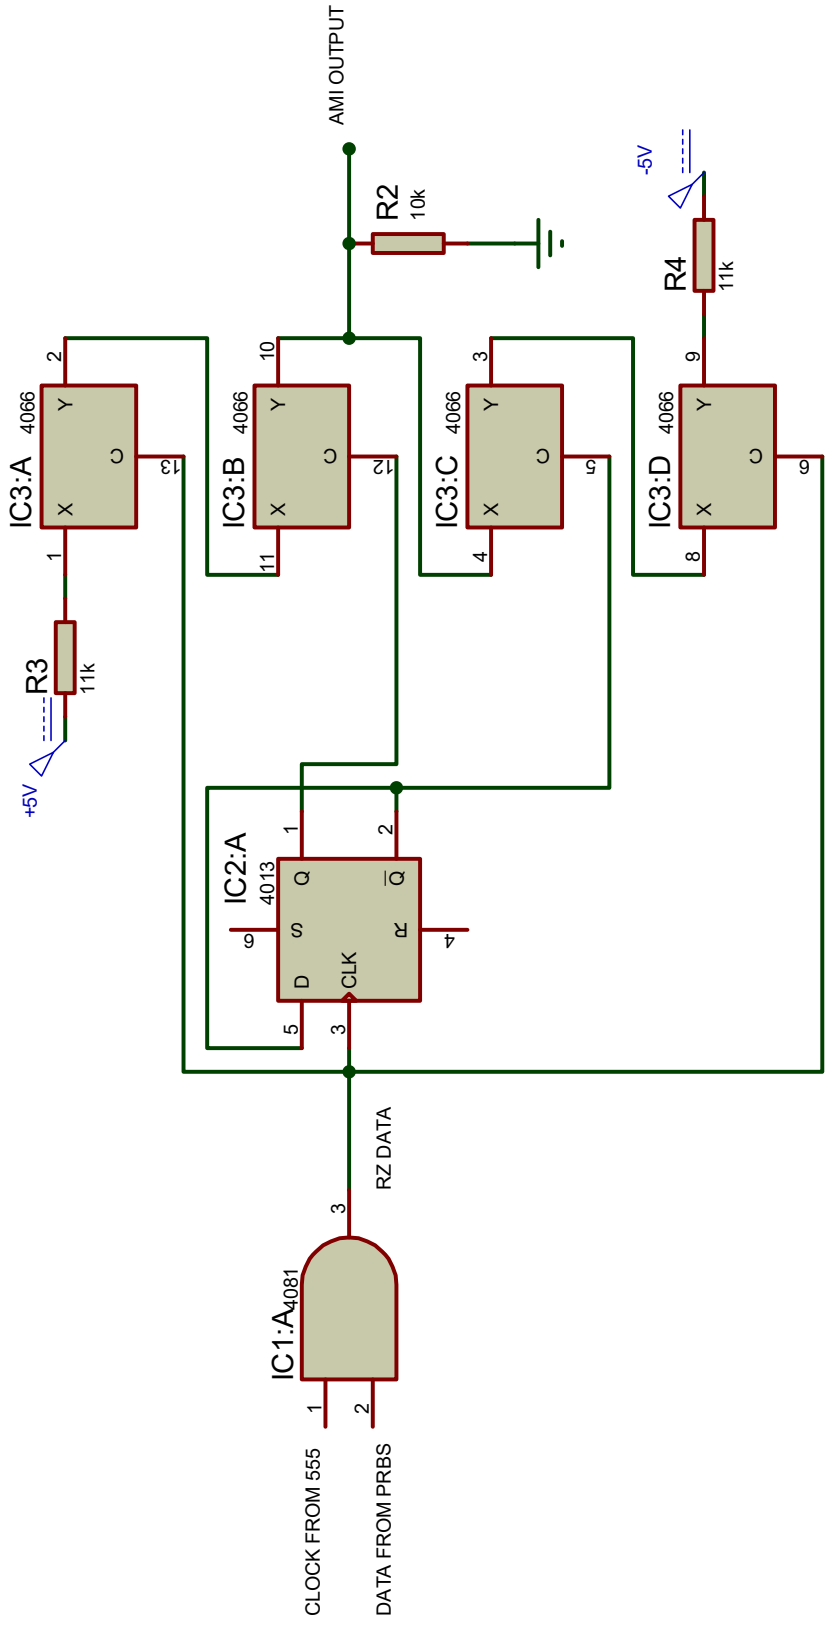 CLOCK FROM 555
DATA FROM PRBS
1
2
IC1:A
4081
3
RZ DATA
5
D
3
CLK
6
S
R
4
IC2:A
4013
Q
1
Q
2
+5V
R3
11k
IC3:A
4066
1
X
Y
2
C
13
IC3:B
4066
11
X
Y
10
C
12
IC3:C
4066
4
X
Y
3
C
5
IC3:D
4066
8
X
Y
9
C
6
R4
11k
-5V
R2
10k
AMI OUTPUT